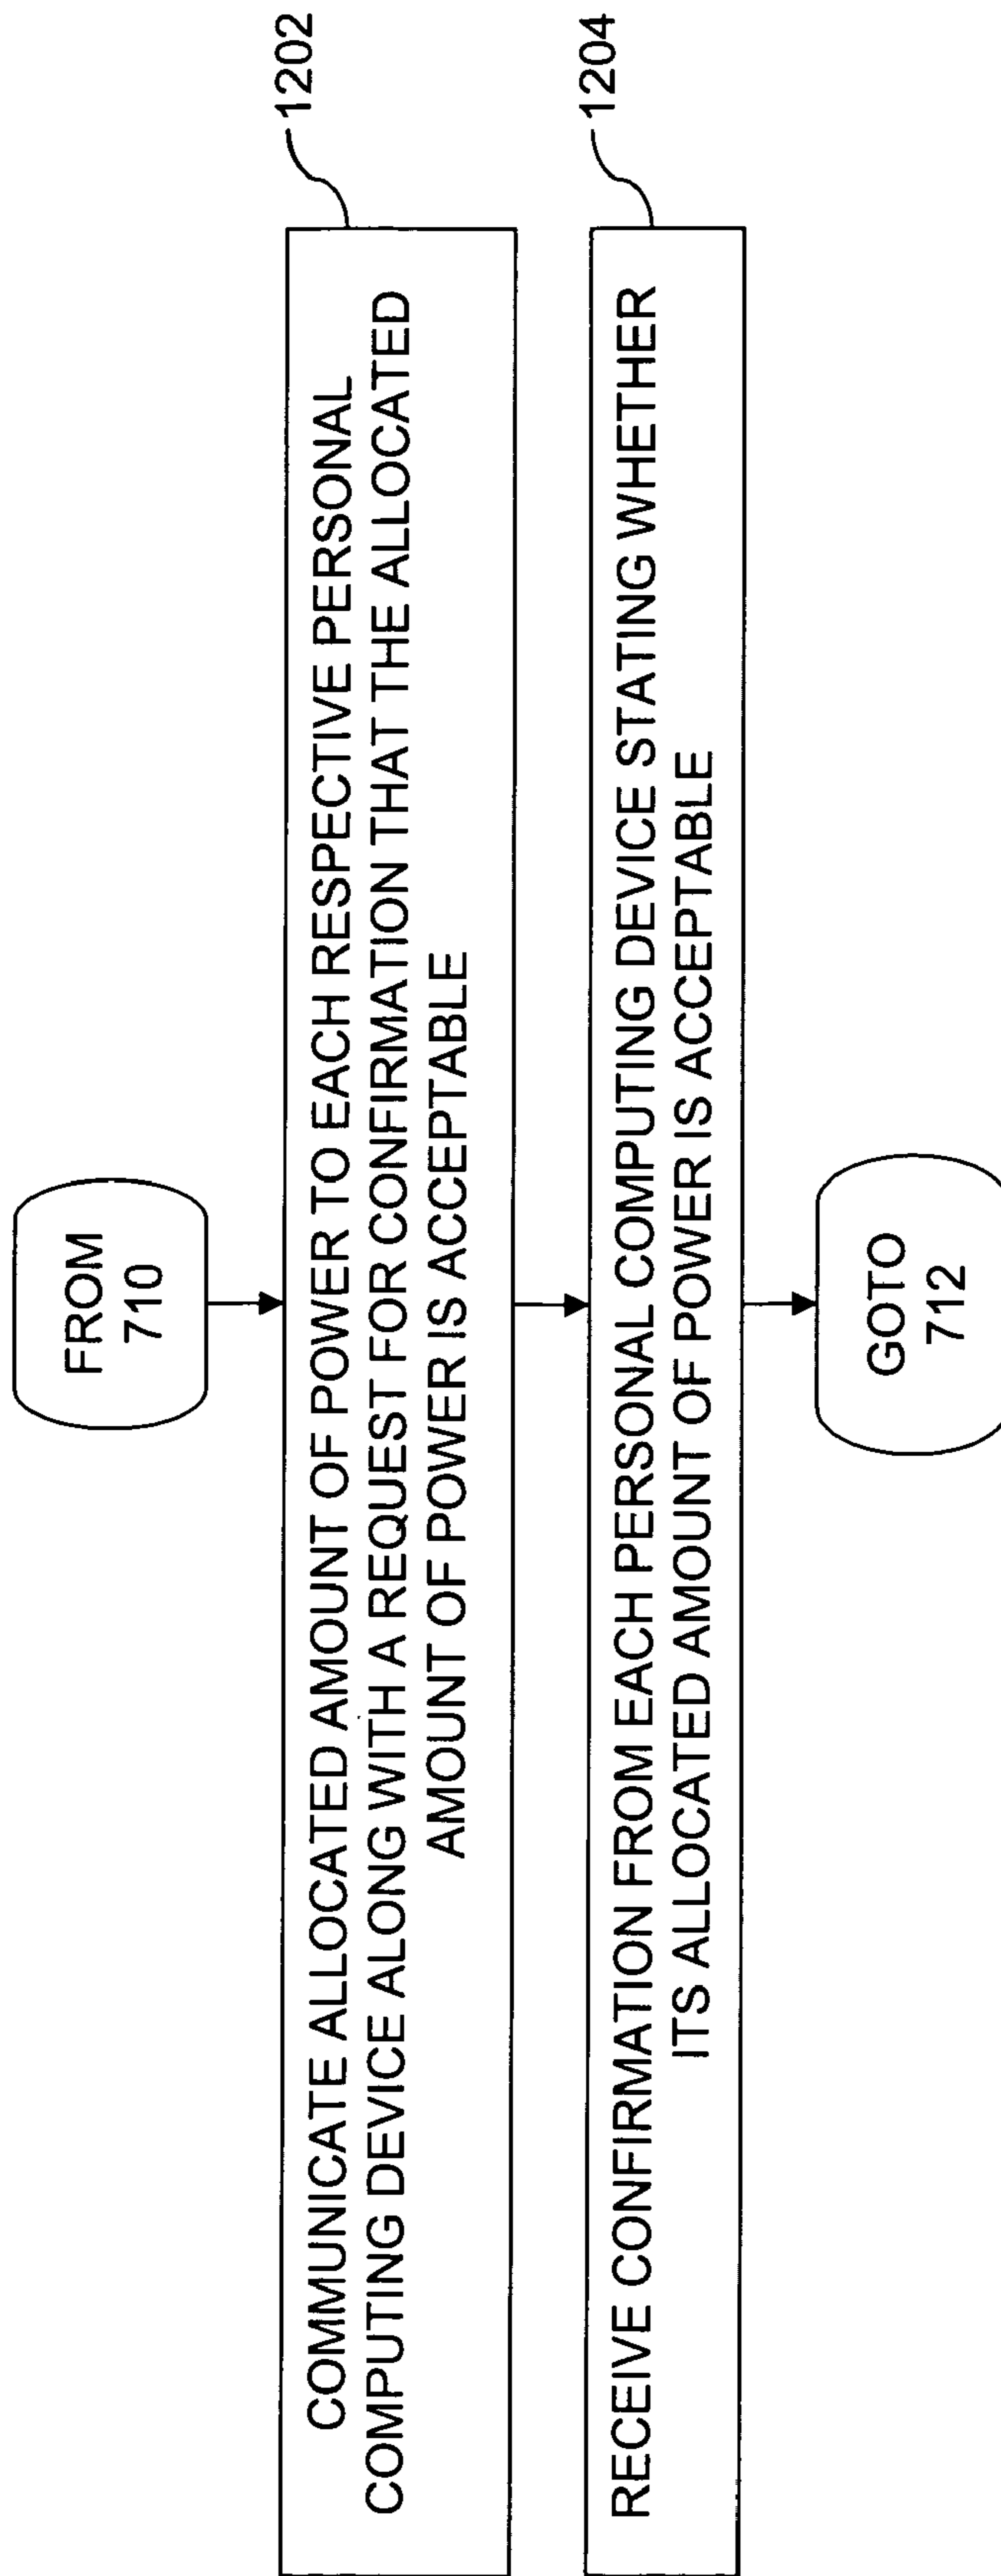 FROM
710
COMMUNICATE ALLOCATED AMOUNT OF POWER TO EACH RESPECTIVE PERSONAL
COMPUTING DEVICE ALONG WITH A REQUEST FOR CONFIRMATION THAT THE ALLOCATED
AMOUNT OF POWER IS ACCEPTABLE
1202
RECEIVE CONFIRMATION FROM EACH PERSONAL COMPUTING DEVICE STATING WHETHER
ITS ALLOCATED AMOUNT OF POWER IS ACCEPTABLE
1204
GOTO
712